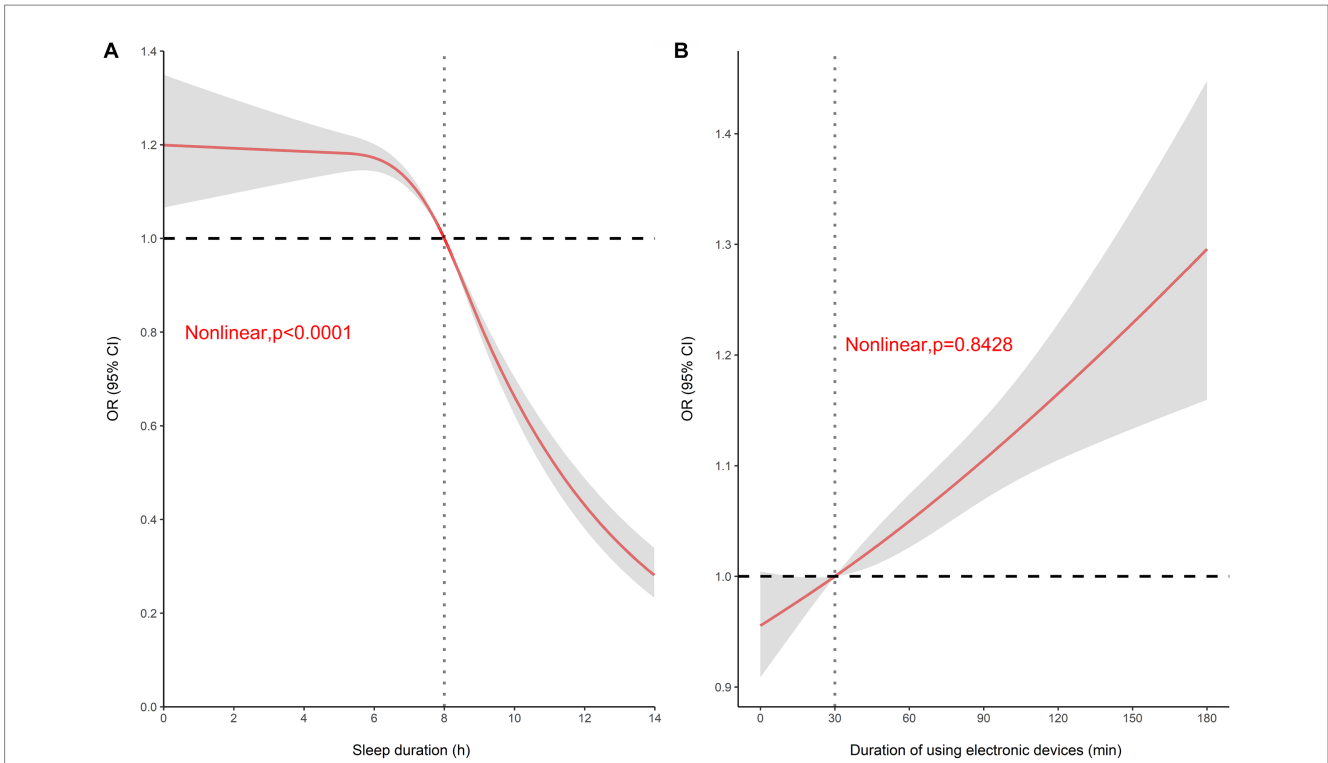 A
1.4
1.2
1.0
0.8
0.6
0.4
0.2
0.0
OR (95% CI)
Nonlinear,p<0.0001
0 2 4 6 8 10 12 14
Sleep duration (h)
B
1.4
1.3
1.2
1.1
1.0
0.9
OR (95% CI)
Nonlinear,p=0.8428
0 30 60 90 120 150 180
Duration of using electronic devices (min)